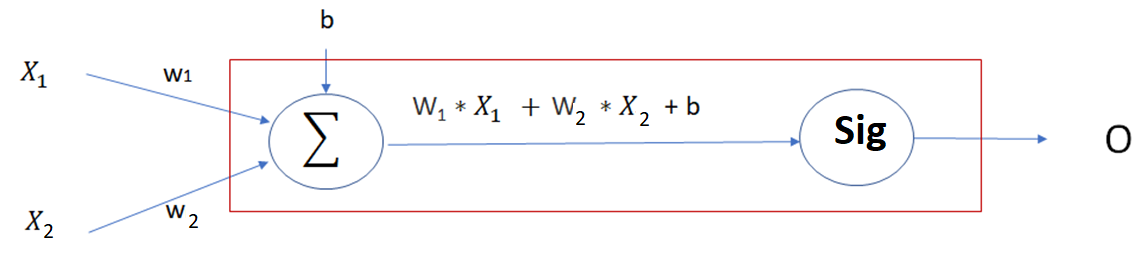 b
X₁
w1
W₁ * X₁ + W₂ * X₂ + b
∑
Sig
O
X₂
w₂